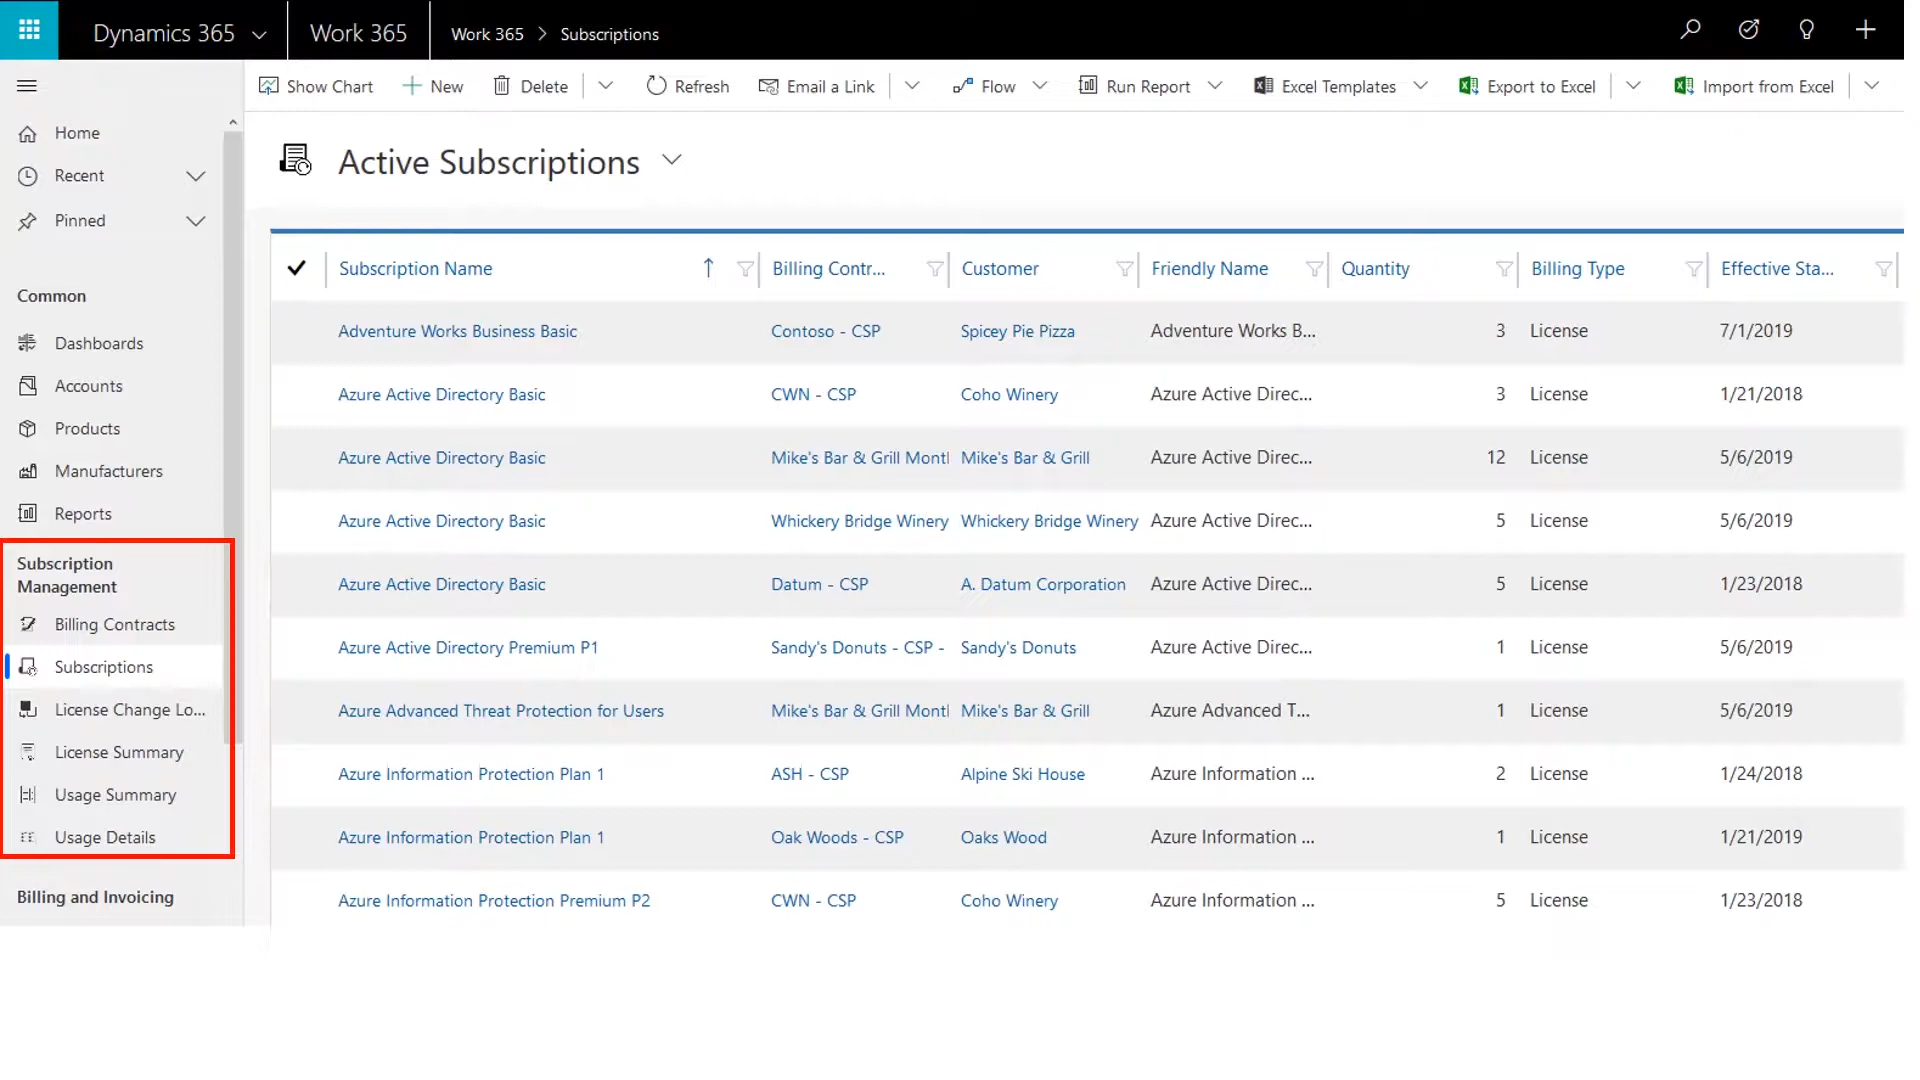 Dynamics 365
Work 365
Work 365 > Subscriptions
Show Chart
New
Delete
Refresh
Email a Link
Flow
Run Report
Excel Templates
Export to Excel
Import from Excel
Home
Recent
Pinned
Common
Dashboards
Accounts
Products
Manufacturers
Reports
Subscription
Management
Billing Contracts
Subscriptions
License Change Lo...
License Summary
Usage Summary
Usage Details
Billing and Invoicing
Active Subscriptions
Subscription Name Billing Contr... Customer Friendly Name Quantity Billing Type Effective Sta...
Adventure Works Business Basic Contoso - CSP Spicey Pie Pizza Adventure Works B... 3 License 7/1/2019
Azure Active Directory Basic CWN - CSP Coho Winery Azure Active Direc... 3 License 1/21/2018
Azure Active Directory Basic Mike's Bar & Grill Montl Mike's Bar & Grill Azure Active Direc... 12 License 5/6/2019
Azure Active Directory Basic Whickery Bridge Winery Whickery Bridge Winery Azure Active Direc... 5 License 5/6/2019
Azure Active Directory Basic Datum - CSP A. Datum Corporation Azure Active Direc... 5 License 1/23/2018
Azure Active Directory Premium P1 Sandy's Donuts - CSP - Sandy's Donuts Azure Active Direc... 1 License 5/6/2019
Azure Advanced Threat Protection for Users Mike's Bar & Grill Montl Mike's Bar & Grill Azure Advanced T... 1 License 5/6/2019
Azure Information Protection Plan 1 ASH - CSP Alpine Ski House Azure Information ... 2 License 1/24/2018
Azure Information Protection Plan 1 Oak Woods - CSP Oaks Wood Azure Information ... 1 License 1/21/2019
Azure Information Protection Premium P2 CWN - CSP Coho Winery Azure Information ... 5 License 1/23/2018